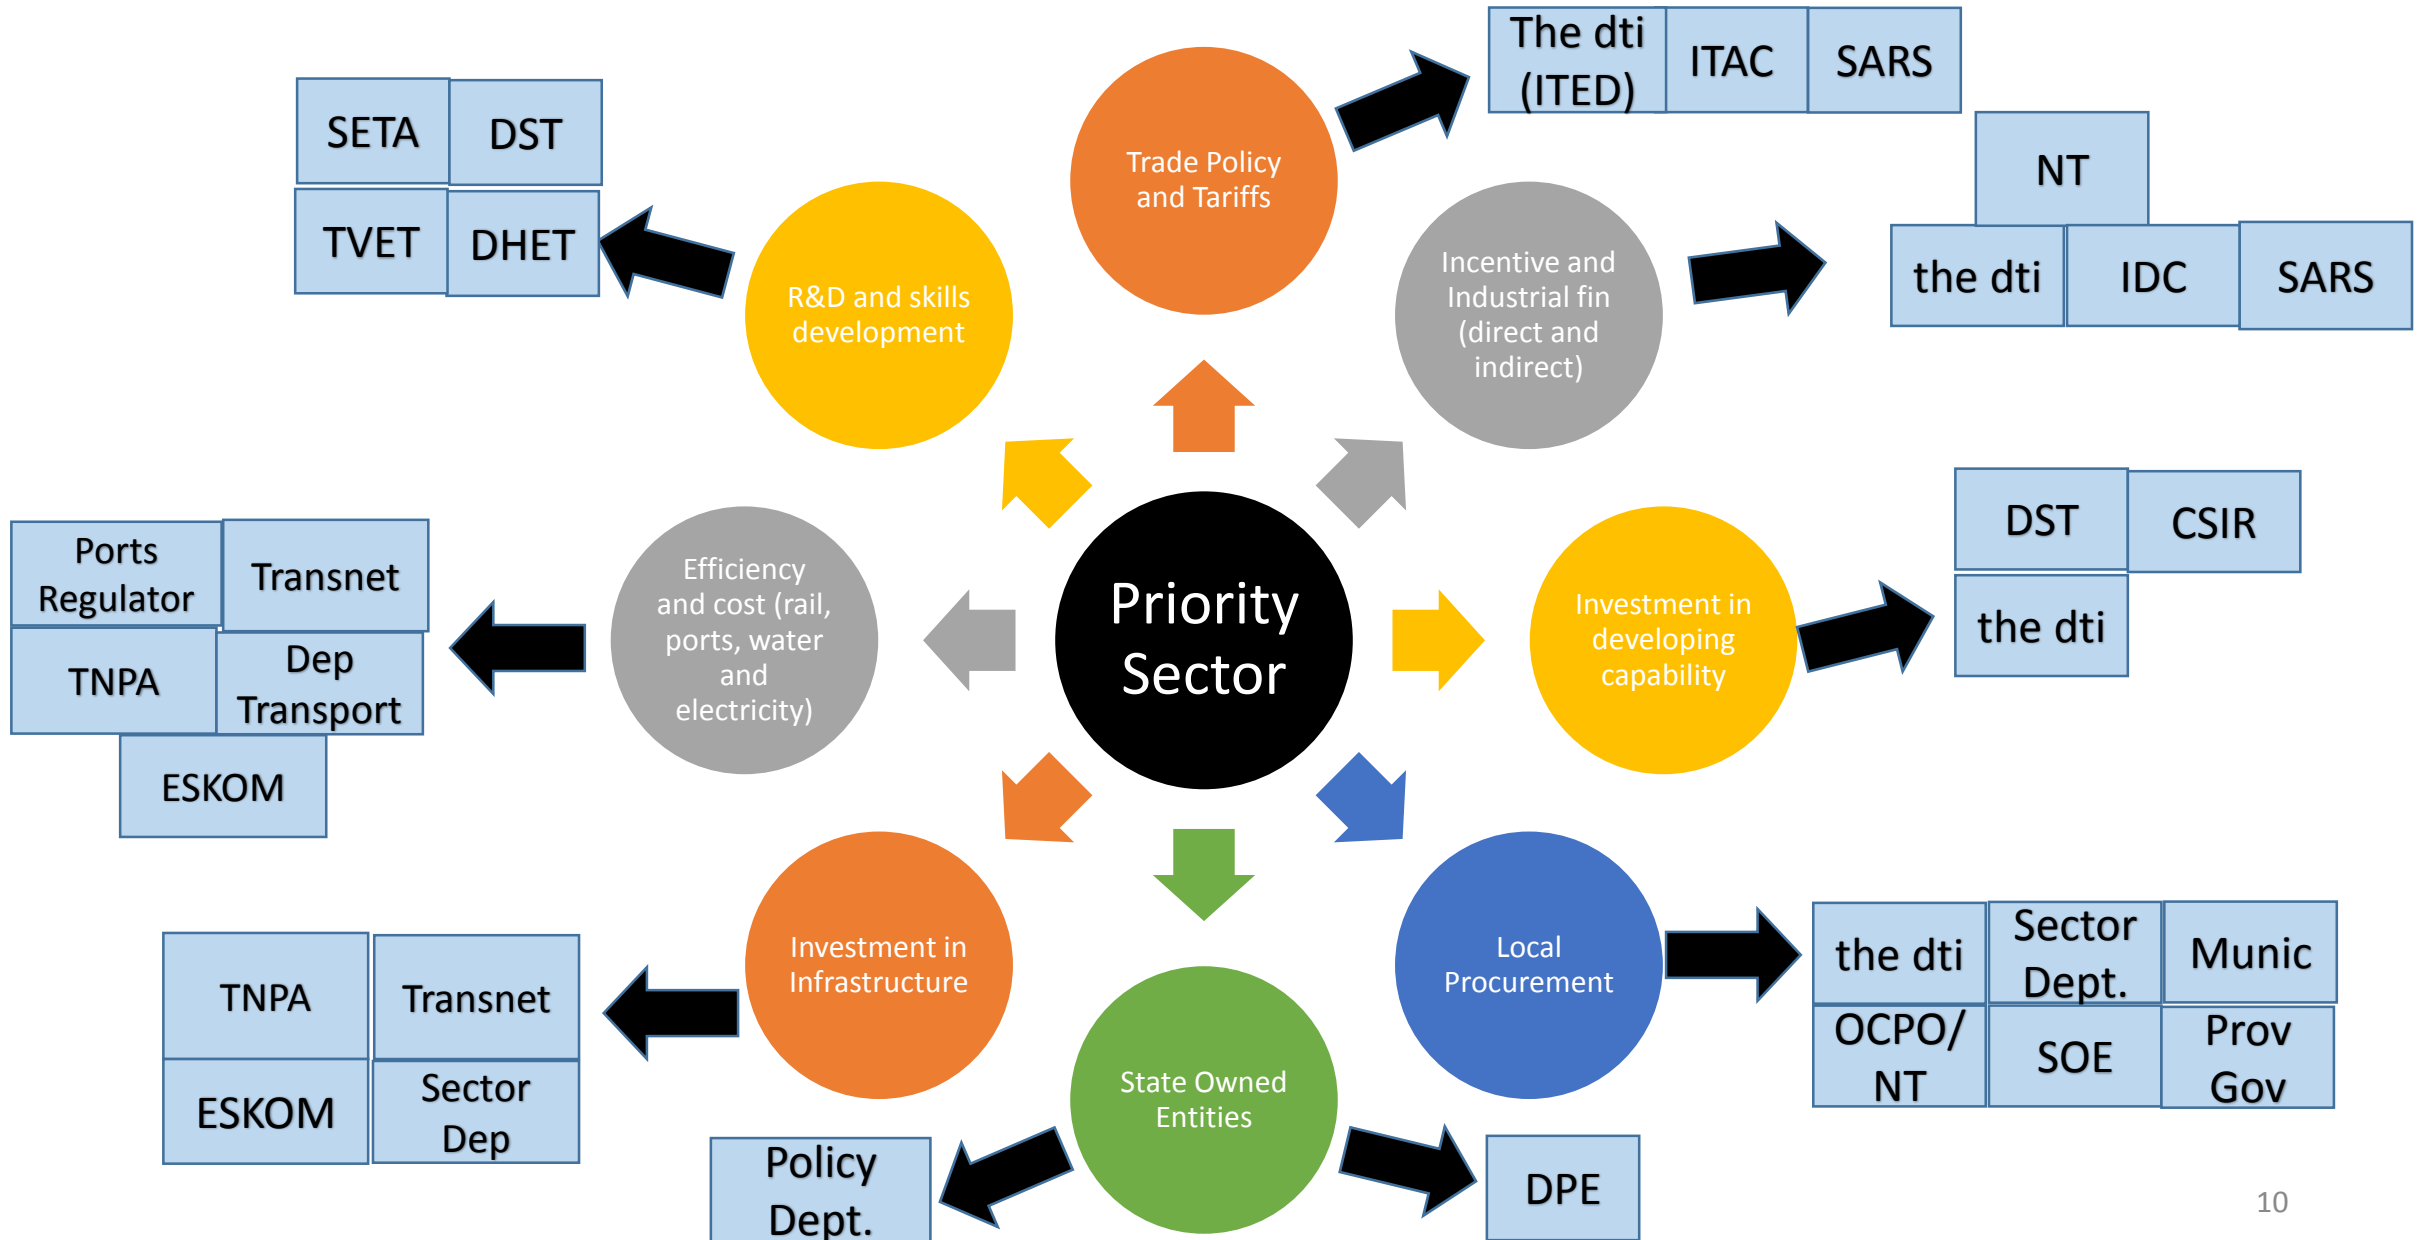 The dti
(ITED)
ITAC
SARS
SETA
DST
TVET
DHET
Trade Policy
and Tariffs
NT
the dti
IDC
SARS
R&D and skills
development
Incentive and
Industrial fin
(direct and
indirect)
DST
CSIR
the dti
Ports
Regulator
Transnet
TNPA
Dep
Transport
ESKOM
Efficiency
and cost (rail,
ports, water
and
electricity)
Priority
Sector
Investment in
developing
capability
TNPA
Transnet
ESKOM
Sector
Dep
Investment in
Infrastructure
Local
Procurement
the dti
Sector
Dept.
Munic
OCPO/
NT
SOE
Prov
Gov
State Owned
Entities
Policy
Dept.
DPE
10